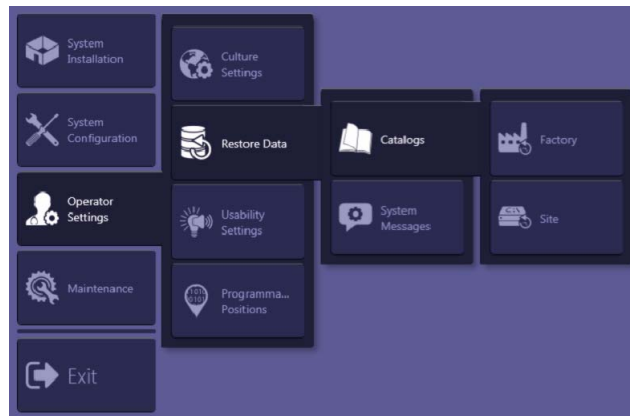 System
Installation
System
Configuration
Operator
Settings
Maintenance
Exit
Culture
Settings
Restore Data
Usability
Settings
Programma...
Positions
Catalogs
System
Messages
Factory
Site